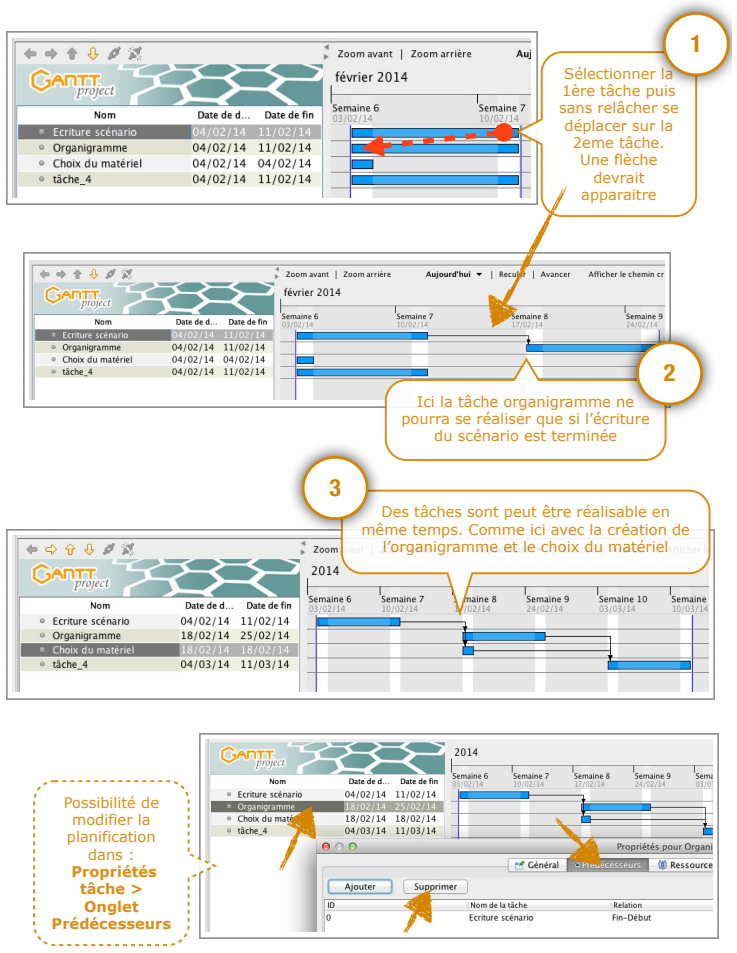 1
Sélectionner la
1ère tâche puis
sans relâcher se
déplacer sur la
2eme tâche.
Une flèche
devrait
apparaitre
Zoom avant | Zoom arrière Auj
GANTT
project
février 2014
Semaine 6 Semaine 7
03/02/14 10/02/14
Nom Date de d... Date de fin
Ecriture scénario 04/02/14 11/02/14
Organigramme 04/02/14 11/02/14
Choix du matériel 04/02/14 04/02/14
tâche_4 04/02/14 11/02/14
Zoom avant | Zoom arrière Aujourd'hui | Reculer | Avancer Afficher le chemin cr
GANTT
project
février 2014
Semaine 6 Semaine 7 Semaine 8 Semaine 9
03/02/14 10/02/14 17/02/14 24/02/14
Nom Date de d... Date de fin
Ecriture scénario 04/02/14 11/02/14
Organigramme 04/02/14 11/02/14
Choix du matériel 04/02/14 04/02/14
tâche_4 04/02/14 11/02/14
2
Ici la tâche organigramme ne
pourra se réaliser que si l’écriture
du scénario est terminée
3
Des tâches sont peut être réalisable en
même temps. Comme ici avec la création de
l’organigramme et le choix du matériel
Zoom
GANTT
project
2014
Semaine 6 Semaine 7 maine 8 Semaine 9 Semaine 10 Semaine
03/02/14 10/02/14 /02/14 24/02/14 03/03/14 10/03/14
Nom Date de d... Date de fin
Ecriture scénario 04/02/14 11/02/14
Organigramme 18/02/14 25/02/14
Choix du matériel 18/02/14 18/02/14
tâche_4 04/03/14 11/03/14
Possibilité de
modifier la
planification
dans :
Propriétés
tâche >
Onglet
Prédécesseurs
GANTT
project
2014
Semaine 6 Semaine 7 Semaine 8 Semaine 9 Sema
03/02/14 10/02/14 17/02/14 24/02/14 03/0
Nom Date de d... Date de fin
Ecriture scénario 04/02/14 11/02/14
Organigramme 18/02/14 25/02/14
Choix du maté 18/02/14 18/02/14
tâche_4 04/03/14 11/03/14
Propriétés pour Organi
Général Prédécesseurs Ressource
Ajouter Supprimer
ID Nom de la tâche Relation
0 Ecriture scénario Fin-Début